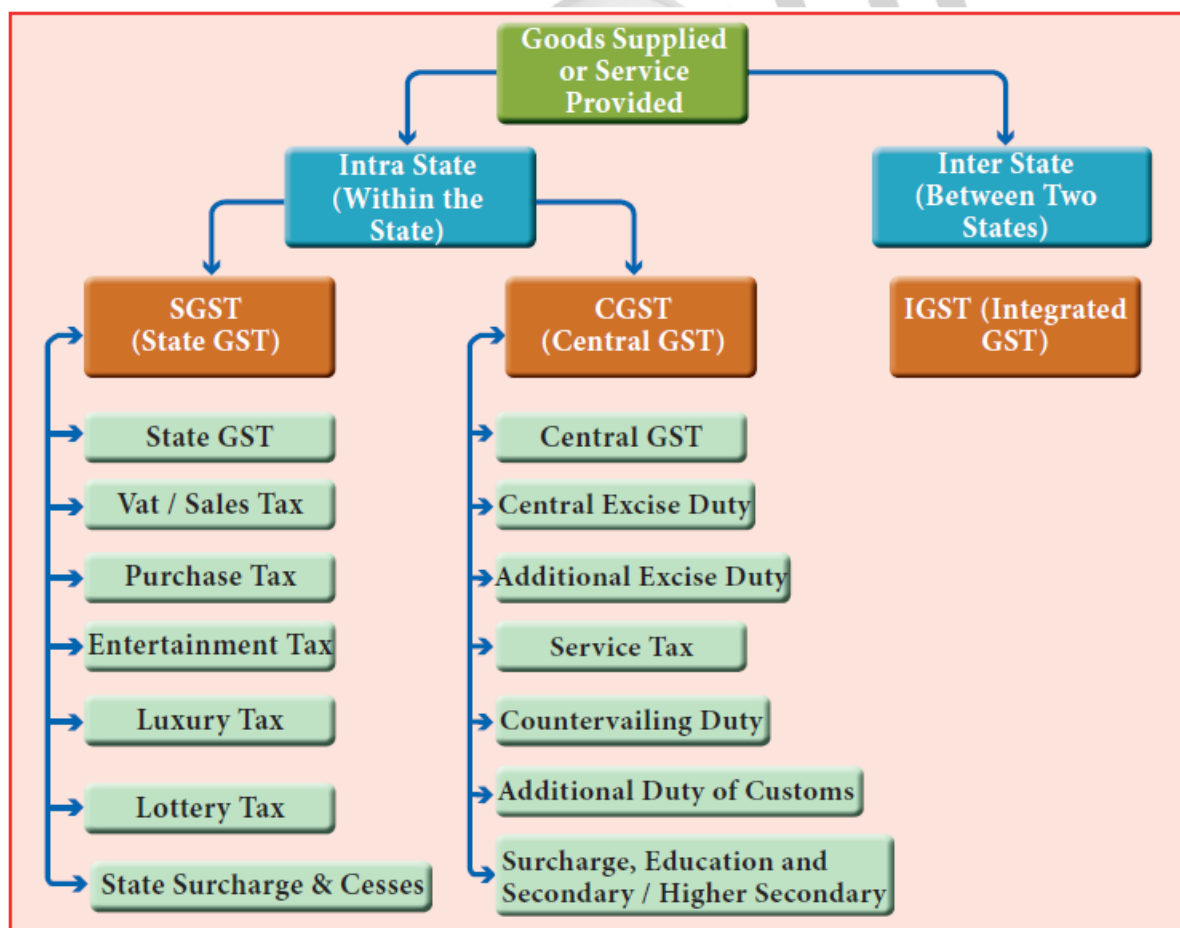 Goods Supplied
or Service
Provided
Intra State
(Within the
State)
Inter State
(Between Two
States)
SGST
(State GST)
CGST
(Central GST)
IGST (Integrated
GST)
State GST
Vat / Sales Tax
Purchase Tax
Entertainment Tax
Luxury Tax
Lottery Tax
State Surcharge & Cesses
Central GST
Central Excise Duty
Additional Excise Duty
Service Tax
Countervailing Duty
Additional Duty of Customs
Surcharge, Education and
Secondary / Higher Secondary